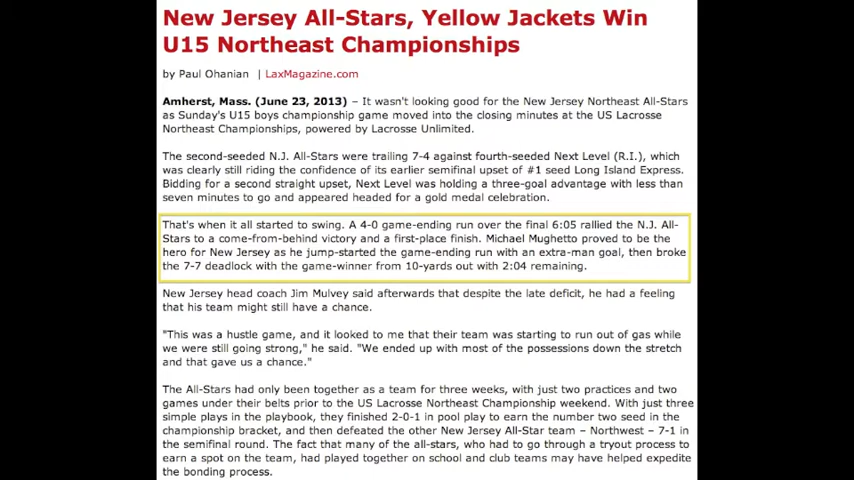 New Jersey All-Stars, Yellow Jackets Win
U15 Northeast Championships
by Paul Ohanian | LaxMagazine.com
Amherst, Mass. (June 23, 2013) – It wasn't looking good for the New Jersey Northeast All-Stars
as Sunday's U15 boys championship game moved into the closing minutes at the US Lacrosse
Northeast Championships, powered by Lacrosse Unlimited.
The second-seeded N.J. All-Stars were trailing 7-4 against fourth-seeded Next Level (R.I.), which
was clearly still riding the confidence of its earlier semifinal upset of #1 seed Long Island Express.
Bidding for a second straight upset, Next Level was holding a three-goal advantage with less than
seven minutes to go and appeared headed for a gold medal celebration.
That's when it all started to swing. A 4-0 game-ending run over the final 6:05 rallied the N.J. All-
Stars to a come-from-behind victory and a first-place finish. Michael Mughetto proved to be the
hero for New Jersey as he jump-started the game-ending run with an extra-man goal, then broke
the 7-7 deadlock with the game-winner from 10-yards out with 2:04 remaining.
New Jersey head coach Jim Mulvey said afterwards that despite the late deficit, he had a feeling
that his team might still have a chance.
"This was a hustle game, and it looked to me that their team was starting to run out of gas while
we were still going strong," he said. "We ended up with most of the possessions down the stretch
and that gave us a chance."
The All-Stars had only been together as a team for three weeks, with just two practices and two
games under their belts prior to the US Lacrosse Northeast Championship weekend. With just three
simple plays in the playbook, they finished 2-0-1 in pool play to earn the number two seed in the
championship bracket, and then defeated the other New Jersey All-Star team – Northwest – 7-1 in
the semifinal round. The fact that many of the all-stars, who had to go through a tryout process to
earn a spot on the team, had played together on school and club teams may have helped expedite
the bonding process.